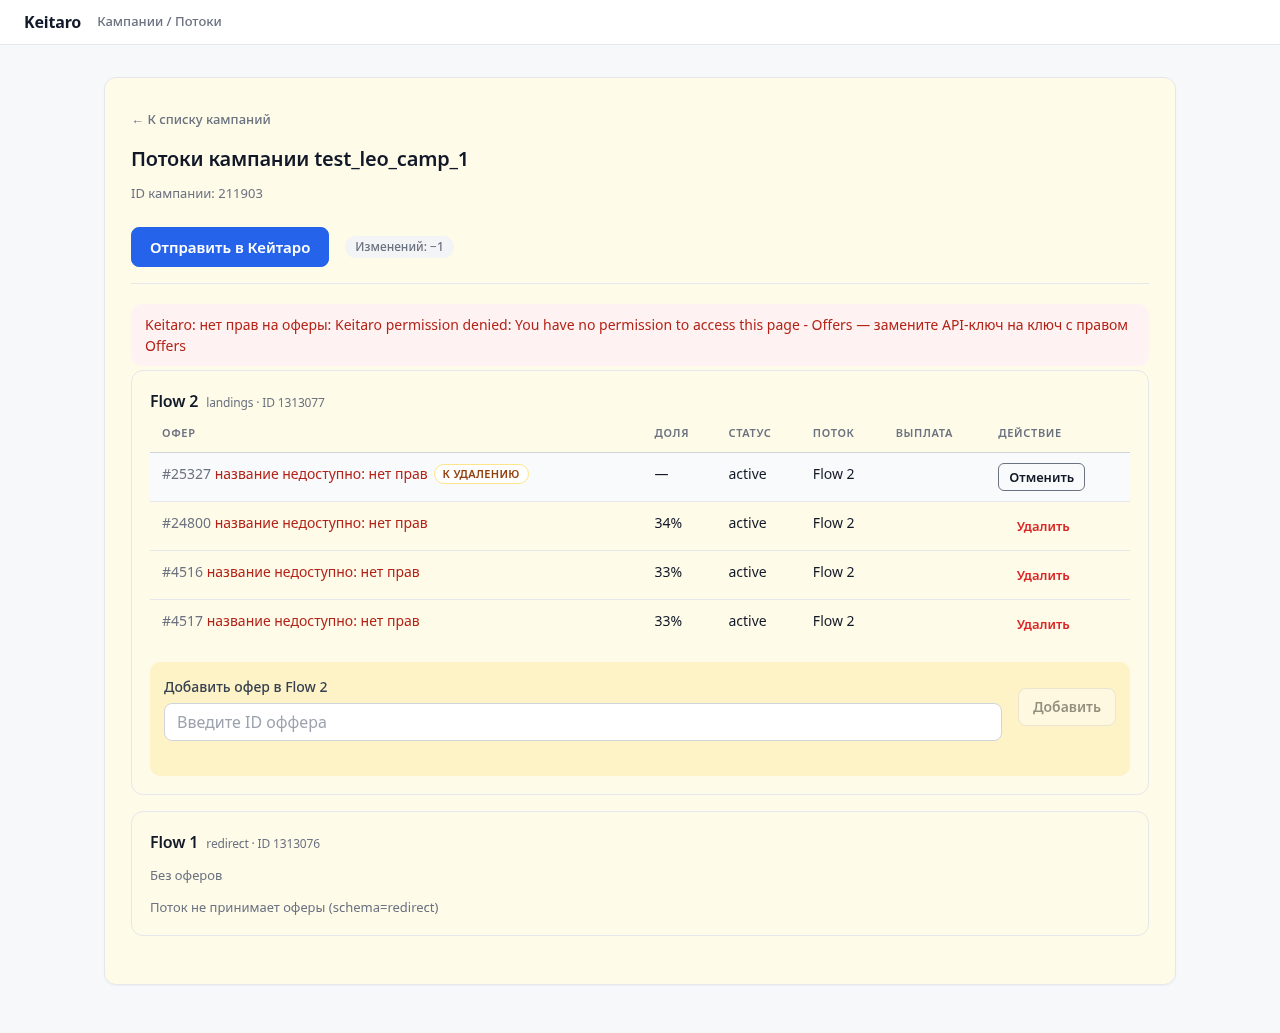 Keitaro Кампании / Потоки
← К списку кампаний
Потоки кампании test_leo_camp_1
ID кампании: 211903
Отправить в Кейтаро Изменений: −1
Keitaro: нет прав на оферы: Keitaro permission denied: You have no permission to access this page - Offers — замените API-ключ на ключ с правом
Offers
Flow 2 landings · ID 1313077
ОФЕР ДОЛЯ СТАТУС ПОТОК ВЫПЛАТА ДЕЙСТВИЕ
#25327 название недоступно: нет прав К УДАЛЕНИЮ — active Flow 2 Отменить
#24800 название недоступно: нет прав 34% active Flow 2 Удалить
#4516 название недоступно: нет прав 33% active Flow 2 Удалить
#4517 название недоступно: нет прав 33% active Flow 2 Удалить
Добавить офер в Flow 2
Введите ID оффера Добавить
Flow 1 redirect · ID 1313076
Без оферов
Поток не принимает оферы (schema=redirect)